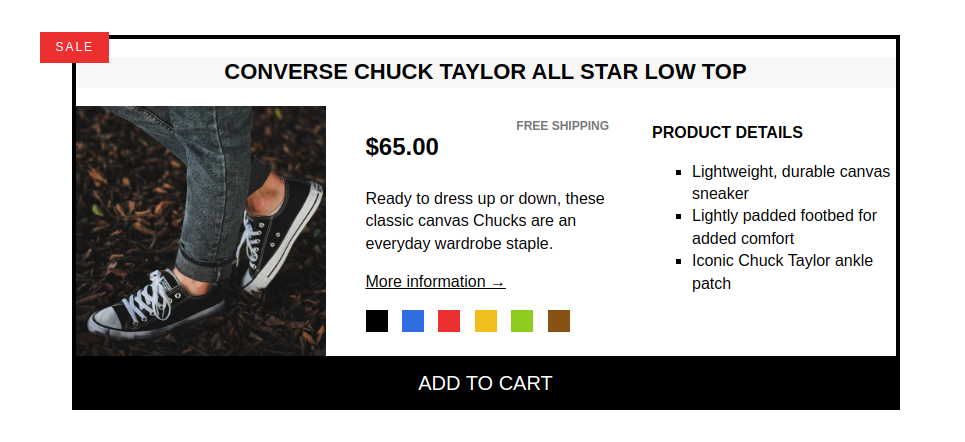 SALE
CONVERSE CHUCK TAYLOR ALL STAR LOW TOP
FREE SHIPPING
$65.00
Ready to dress up or down, these
classic canvas Chucks are an
everyday wardrobe staple.
More information →
PRODUCT DETAILS
Lightweight, durable canvas
sneaker
Lightly padded footbed for
added comfort
Iconic Chuck Taylor ankle
patch
ADD TO CART